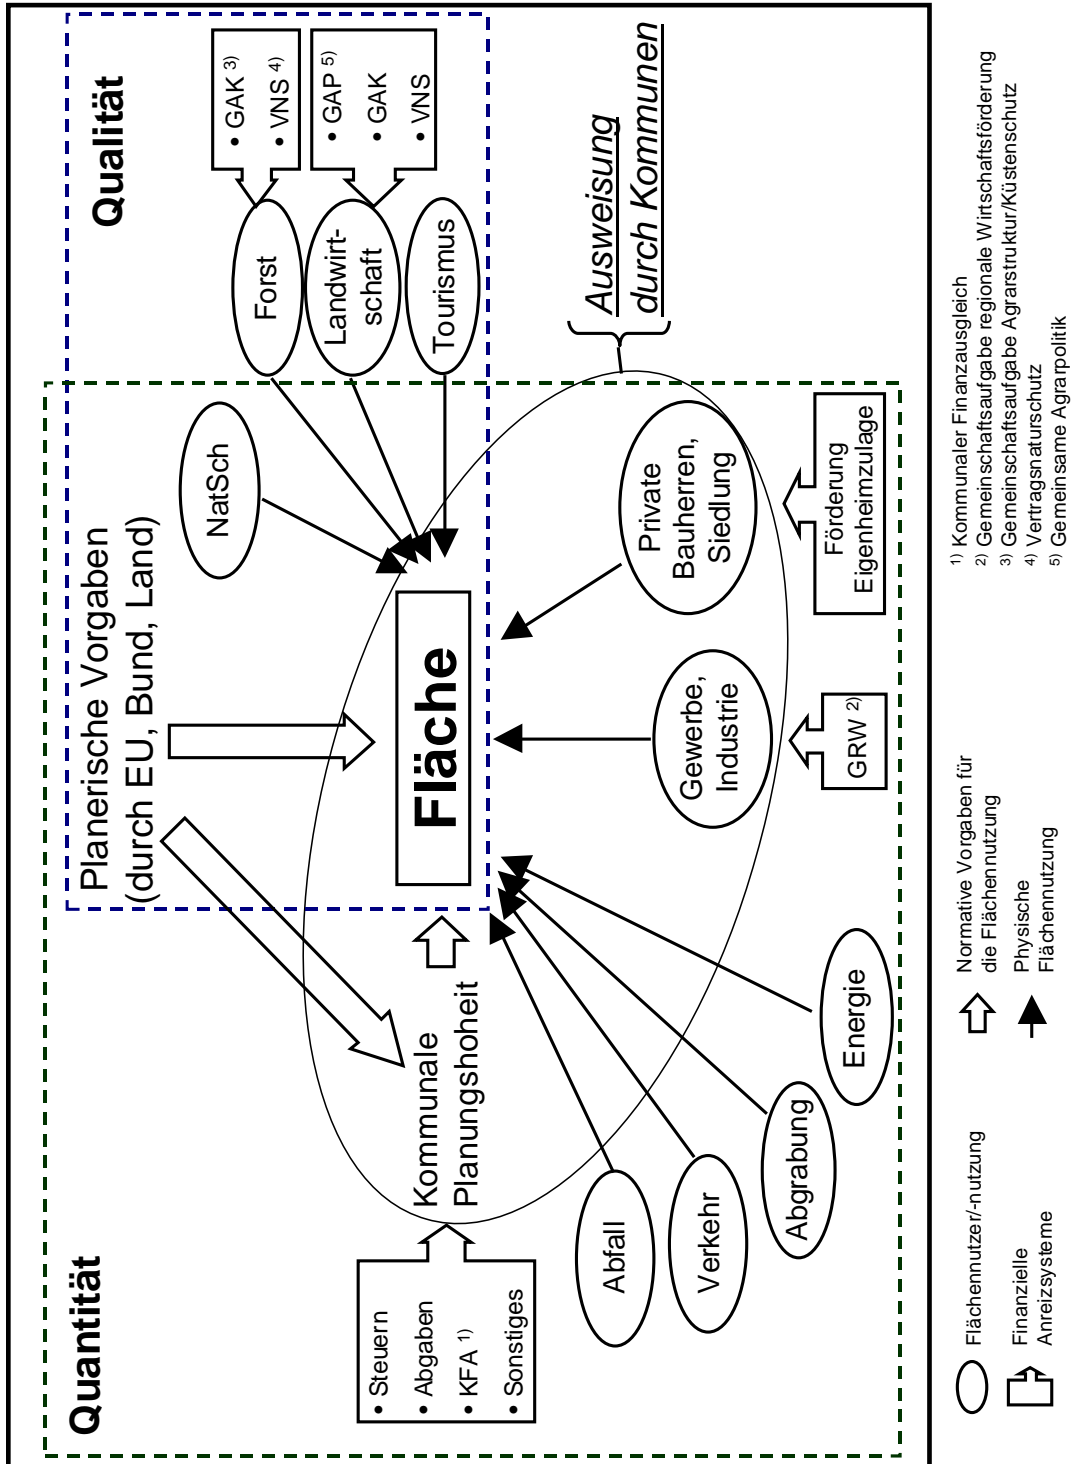 Quantität
Planerische Vorgaben
(durch EU, Bund, Land)
Qualität
NatSch
Forst
• GAK ³⁾
• VNS ⁴⁾
Landwirt-
schaft
• GAP ⁵⁾
• GAK
• VNS
Tourismus
• Steuern
• Abgaben
• KFA ¹⁾
• Sonstiges
Kommunale
Planungshoheit
Fläche
Ausweisung
durch Kommunen
Abfall
Verkehr
Abgrabung
Energie
Gewerbe,
Industrie
Private
Bauherren,
Siedlung
GRW ²⁾
Förderung
Eigenheimzulage
Flächennutzer/-nutzung
Finanzielle
Anreizsysteme
Normative Vorgaben für
die Flächennutzung
Physische
Flächennutzung
¹⁾ Kommunaler Finanzausgleich
²⁾ Gemeinschaftsaufgabe regionale Wirtschaftsförderung
³⁾ Gemeinschaftsaufgabe Agrarstruktur/Küstenschutz
⁴⁾ Vertragsnaturschutz
⁵⁾ Gemeinsame Agrarpolitik